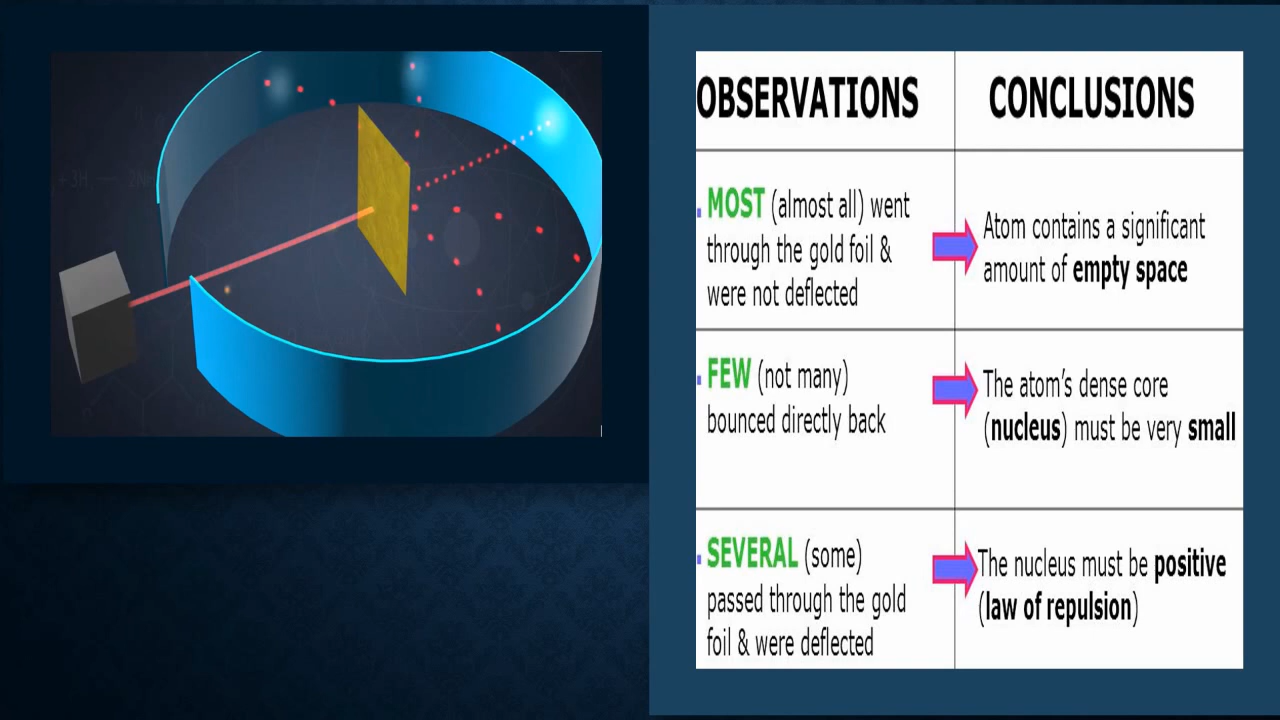 OBSERVATIONS
CONCLUSIONS
MOST (almost all) went
through the gold foil &
were not deflected
Atom contains a significant
amount of empty space
FEW (not many)
bounced directly back
The atom’s dense core
(nucleus) must be very small
SEVERAL (some)
passed through the gold
foil & were deflected
The nucleus must be positive
(law of repulsion)